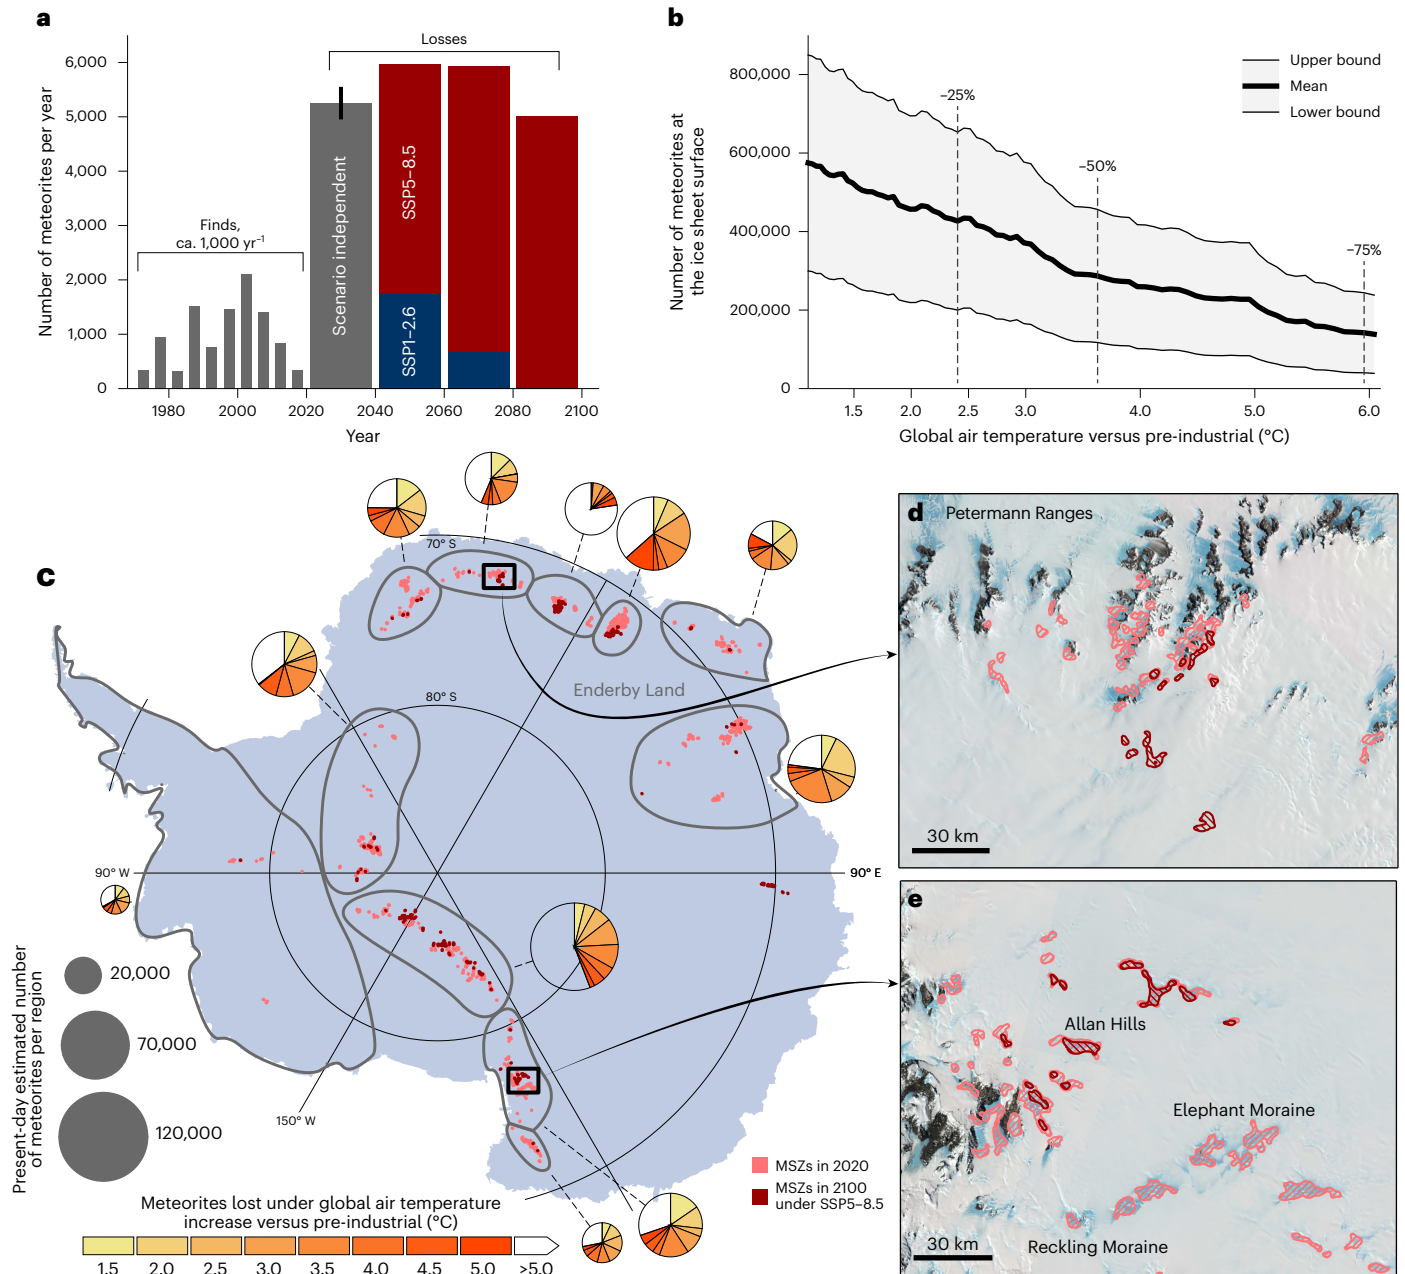 a
Losses
6,000
5,000
4,000
3,000
2,000
1,000
0
Number of meteorites per year
Finds,
ca. 1,000 yr⁻¹
Scenario independent
SSP5–8.5
SSP1–2.6
1980
2000
2020
2040
2060
2080
2100
Year
b
Upper bound
Mean
Lower bound
800,000
600,000
400,000
200,000
0
Number of meteorites at
the ice sheet surface
–25%
–50%
–75%
1.5
2.0
2.5
3.0
4.0
5.0
6.0
Global air temperature versus pre-industrial (°C)
c
70° S
80° S
Enderby Land
90° W
90° E
150° W
Present-day estimated number
of meteorites per region
20,000
70,000
120,000
MSZs in 2020
MSZs in 2100
under SSP5–8.5
Meteorites lost under global air temperature
increase versus pre-industrial (°C)
1.5
2.0
2.5
3.0
3.5
4.0
4.5
5.0
>5.0
d
Petermann Ranges
30 km
e
Allan Hills
Elephant Moraine
Reckling Moraine
30 km